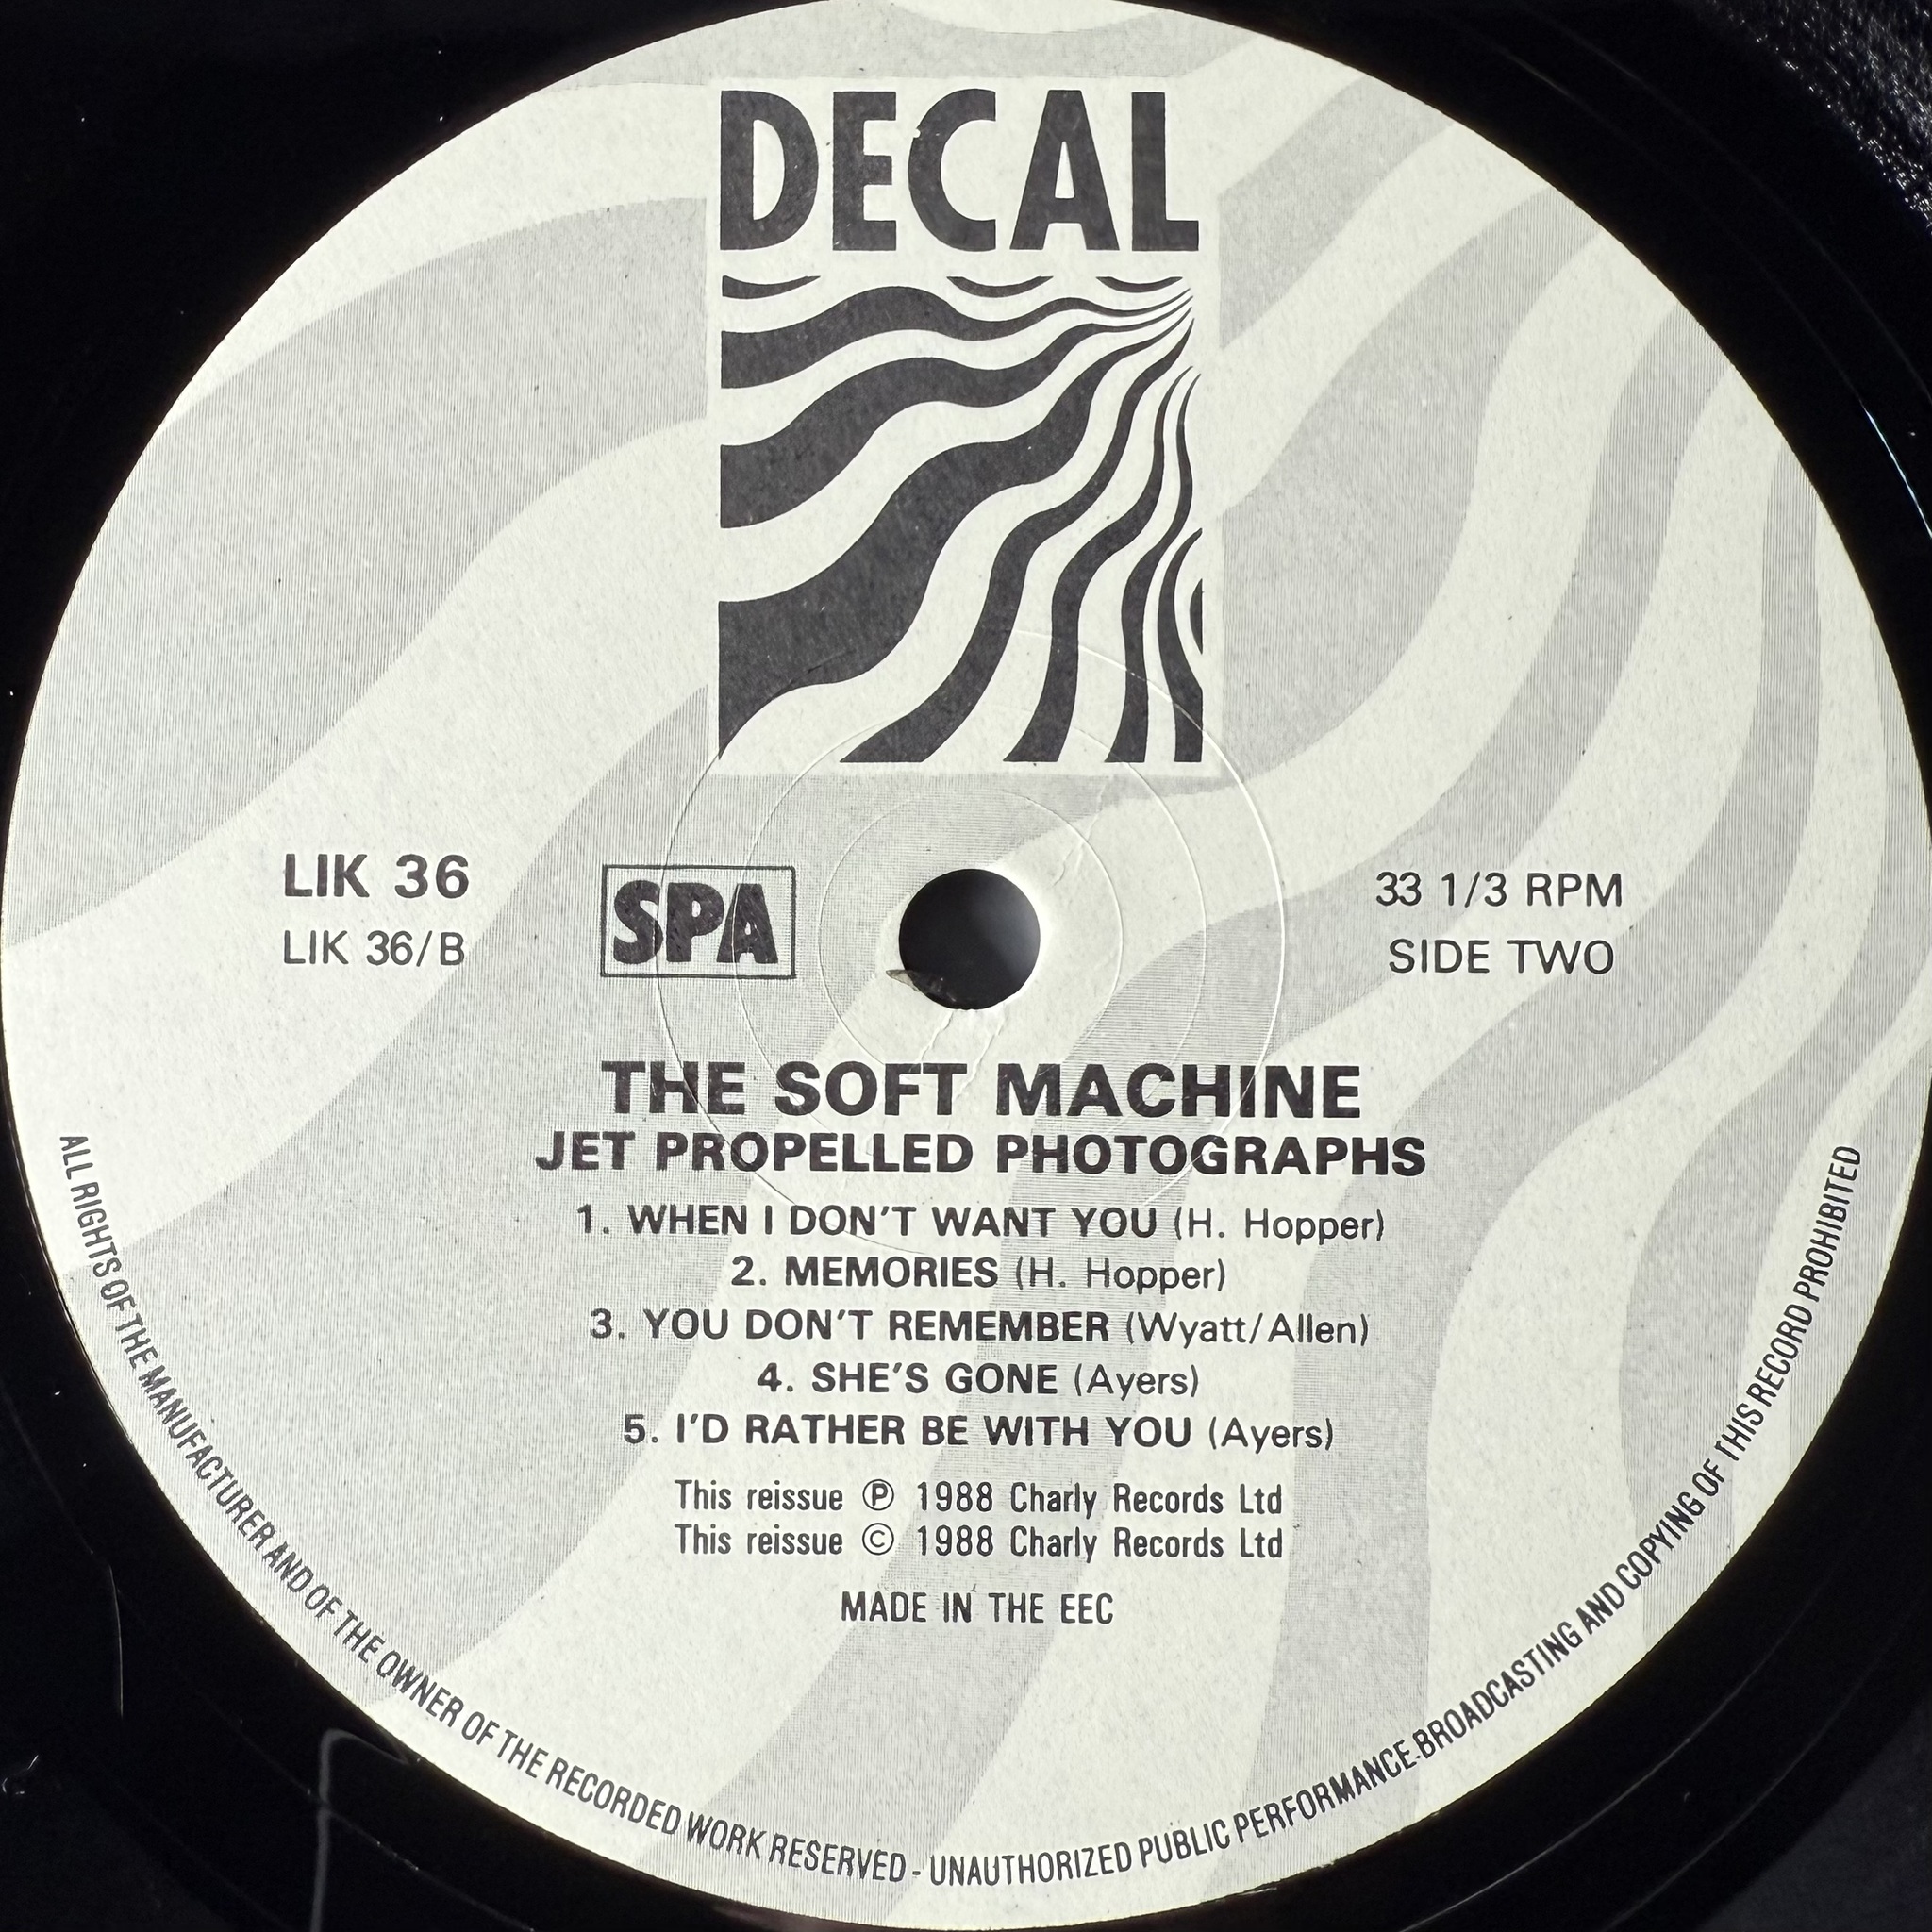 DECAL
LIK 36
LIK 36/B
SPA
33 1/3 RPM
SIDE TWO
THE SOFT MACHINE
JET PROPELLED PHOTOGRAPHS
1. WHEN I DON'T WANT YOU (H. Hopper)
2. MEMORIES (H. Hopper)
3. YOU DON'T REMEMBER (Wyatt/Allen)
4. SHE'S GONE (Ayers)
5. I'D RATHER BE WITH YOU (Ayers)
This reissue Ⓟ 1988 Charly Records Ltd
This reissue © 1988 Charly Records Ltd
MADE IN THE EEC
ALL RIGHTS OF THE MANUFACTURER AND OF THE OWNER OF THE RECORDED WORK RESERVED - UNAUTHORIZED PUBLIC PERFORMANCE-BROADCASTING AND COPYING OF THIS RECORD PROHIBITED